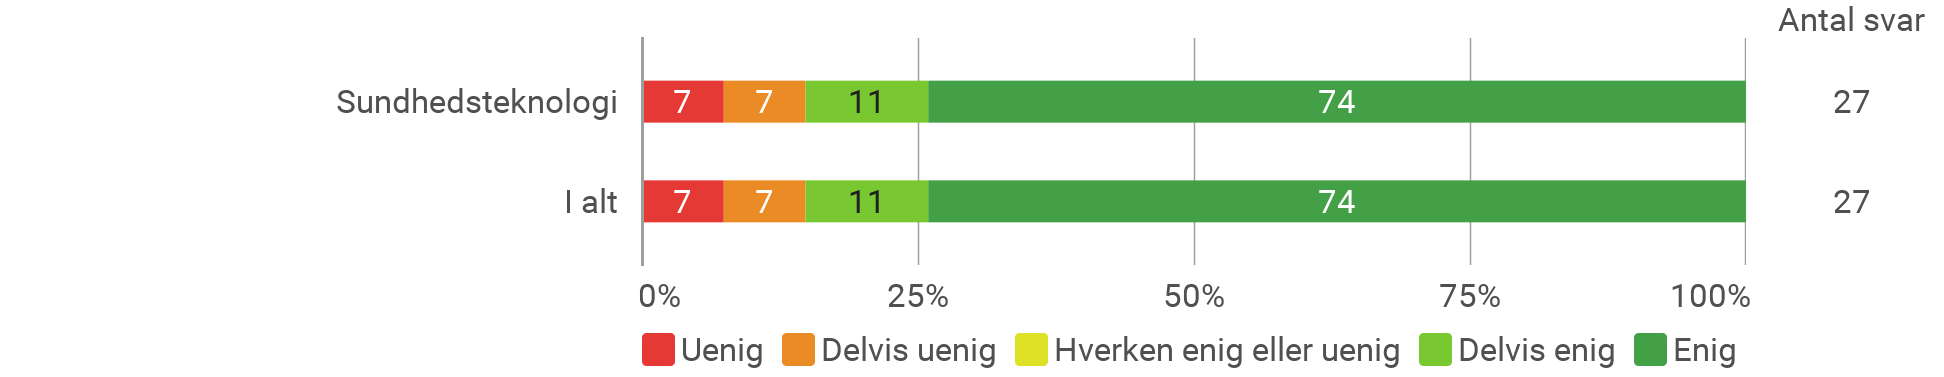 Antal svar
Sundhedsteknologi 7 7 11 74 27
I alt 7 7 11 74 27
0% 25% 50% 75% 100%
Uenig Delvis uenig Hverken enig eller uenig Delvis enig Enig